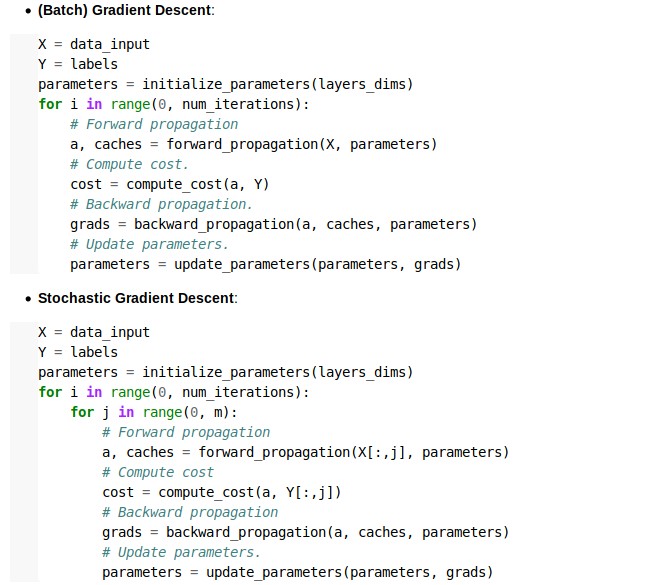 • (Batch) Gradient Descent:
X = data_input
Y = labels
parameters = initialize_parameters(layers_dims)
for i in range(0, num_iterations):
    # Forward propagation
    a, caches = forward_propagation(X, parameters)
    # Compute cost.
    cost = compute_cost(a, Y)
    # Backward propagation.
    grads = backward_propagation(a, caches, parameters)
    # Update parameters.
    parameters = update_parameters(parameters, grads)
• Stochastic Gradient Descent:
X = data_input
Y = labels
parameters = initialize_parameters(layers_dims)
for i in range(0, num_iterations):
    for j in range(0, m):
        # Forward propagation
        a, caches = forward_propagation(X[:,j], parameters)
        # Compute cost
        cost = compute_cost(a, Y[:,j])
        # Backward propagation
        grads = backward_propagation(a, caches, parameters)
        # Update parameters.
        parameters = update_parameters(parameters, grads)